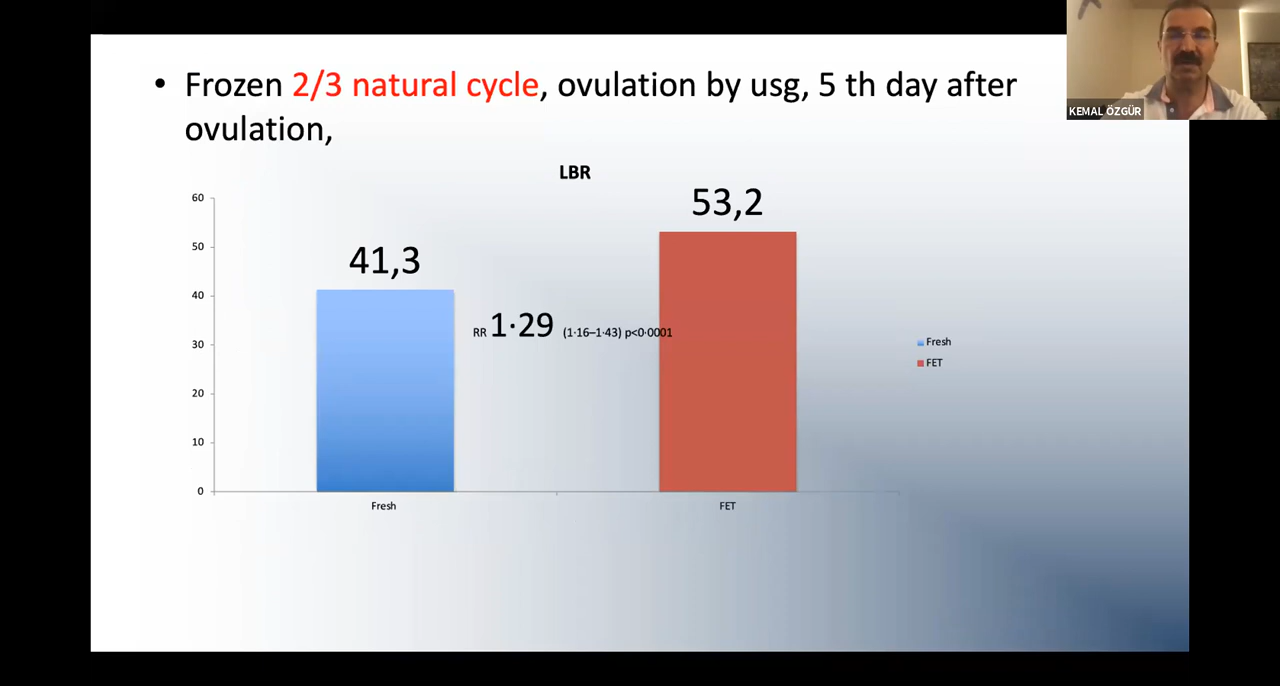 • Frozen 2/3 natural cycle, ovulation by usg, 5 th day after
ovulation,
KEMAL ÖZGÜR
LBR
60
50
40
30
20
10
0
41,3
53,2
RR 1·29 (1·16–1·43) p<0·0001
Fresh
FET
Fresh
FET